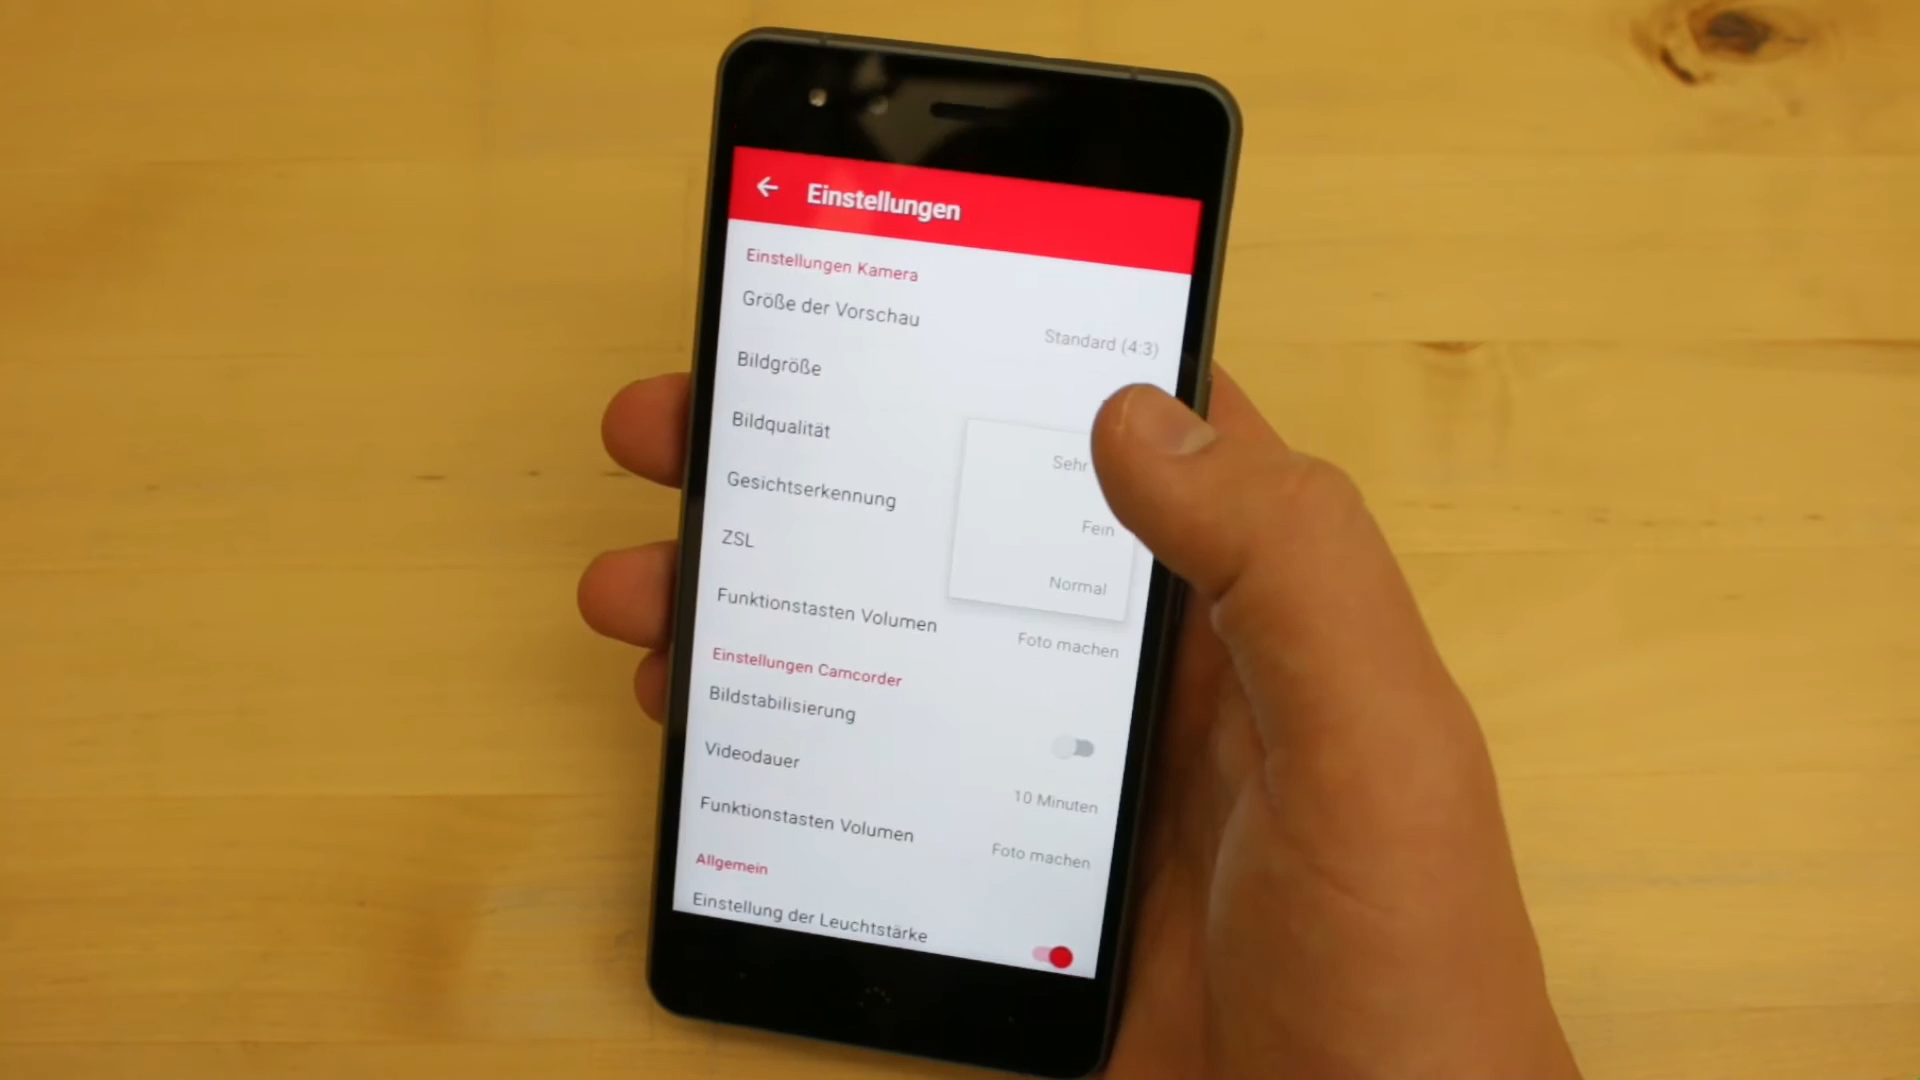 Einstellungen
Einstellungen Kamera
Größe der Vorschau
Standard (4:3)
Bildgröße
Bildqualität
Sehr
Gesichtserkennung
Fein
ZSL
Normal
Funktionstasten Volumen
Foto machen
Einstellungen Camcorder
Bildstabilisierung
Videodauer
10 Minuten
Funktionstasten Volumen
Foto machen
Allgemein
Einstellung der Leuchtstärke